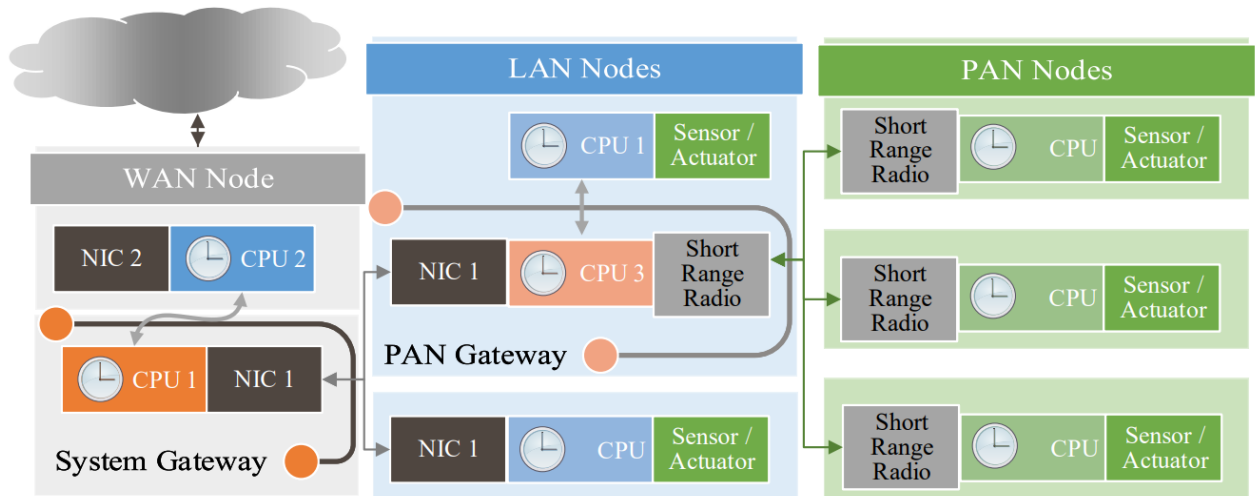 LAN Nodes
PAN Nodes
WAN Node
NIC 2
CPU 2
CPU 1
NIC 1
System Gateway
CPU 1
Sensor /
Actuator
NIC 1
CPU 3
Short
Range
Radio
PAN Gateway
NIC 1
CPU
Sensor /
Actuator
Short
Range
Radio
CPU
Sensor /
Actuator
Short
Range
Radio
CPU
Sensor /
Actuator
Short
Range
Radio
CPU
Sensor /
Actuator